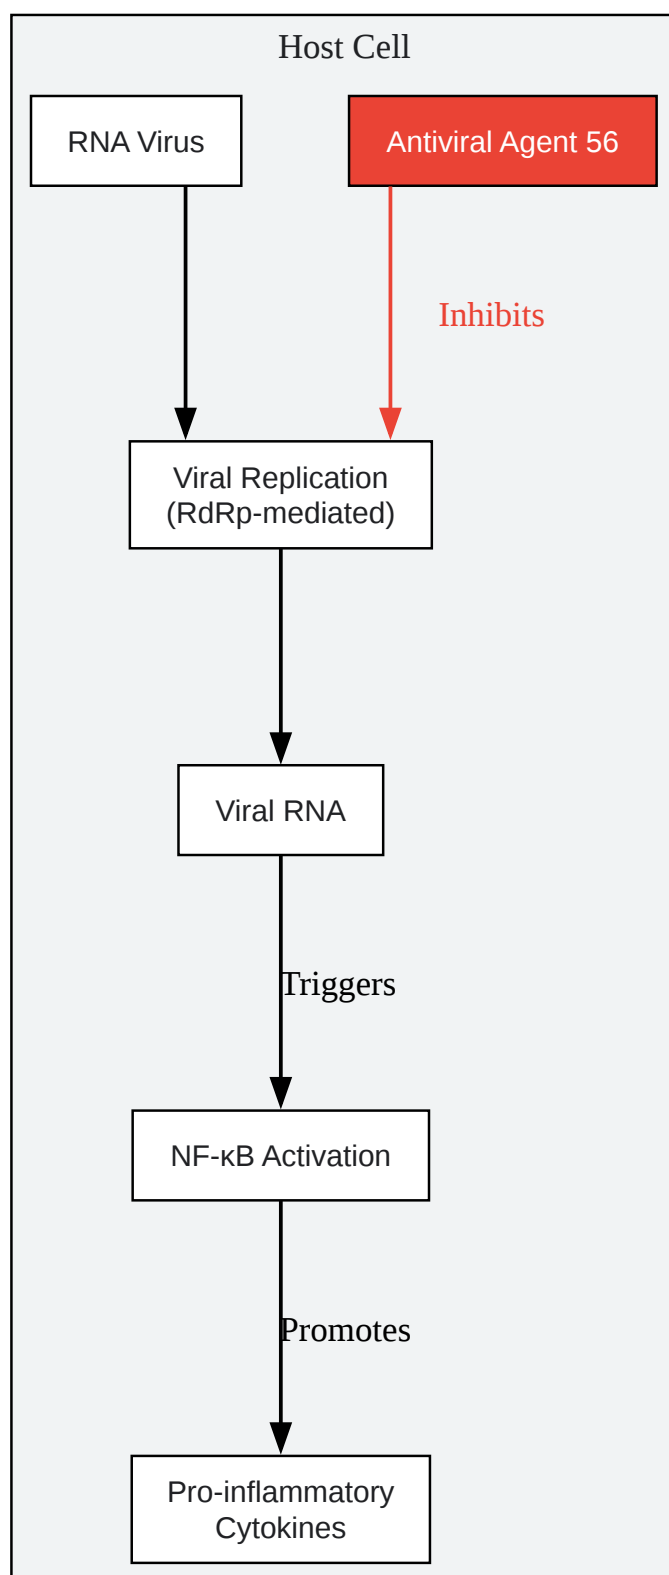 Host Cell
RNA Virus
Antiviral Agent 56
Inhibits
Viral Replication
(RdRp-mediated)
Viral RNA
Triggers
NF-κB Activation
Promotes
Pro-inflammatory
Cytokines